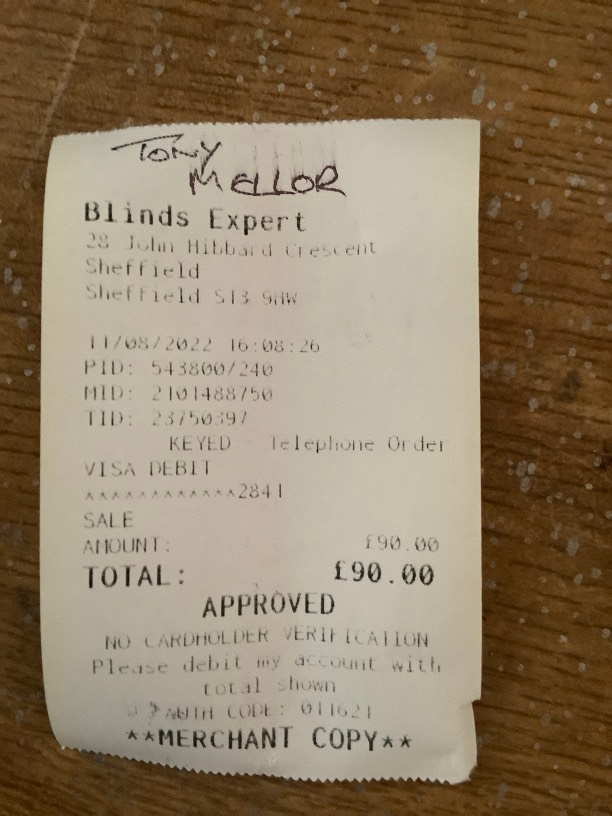 TONY
MELLOR
Blinds Expert
28 John Hibbard Crescent
Sheffield
Sheffield S13 9HW
11/08/2022 16:08:26
PID: 543800/240
MID: 2101488750
TID: 23750397
KEYED - Telephone Order
VISA DEBIT
************2841
SALE
AMOUNT: £90.00
TOTAL: £90.00
APPROVED
NO CARDHOLDER VERIFICATION
Please debit my account with
total shown
AUTH CODE: 011621
**MERCHANT COPY**